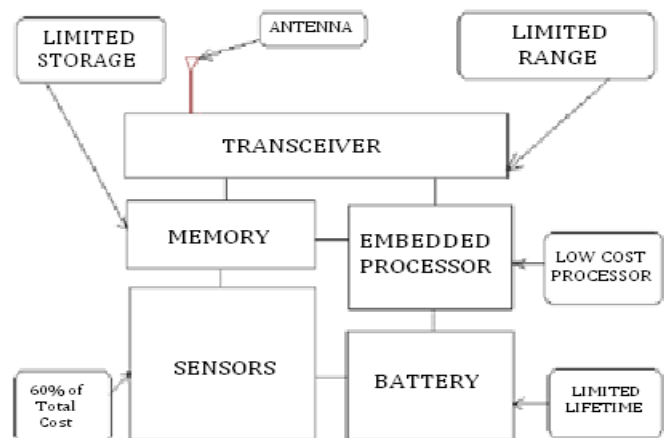 LIMITED
STORAGE
ANTENNA
LIMITED
RANGE
TRANSCEIVER
MEMORY
EMBEDDED
PROCESSOR
LOW COST
PROCESSOR
SENSORS
BATTERY
60% of
Total
Cost
LIMITED
LIFETIME